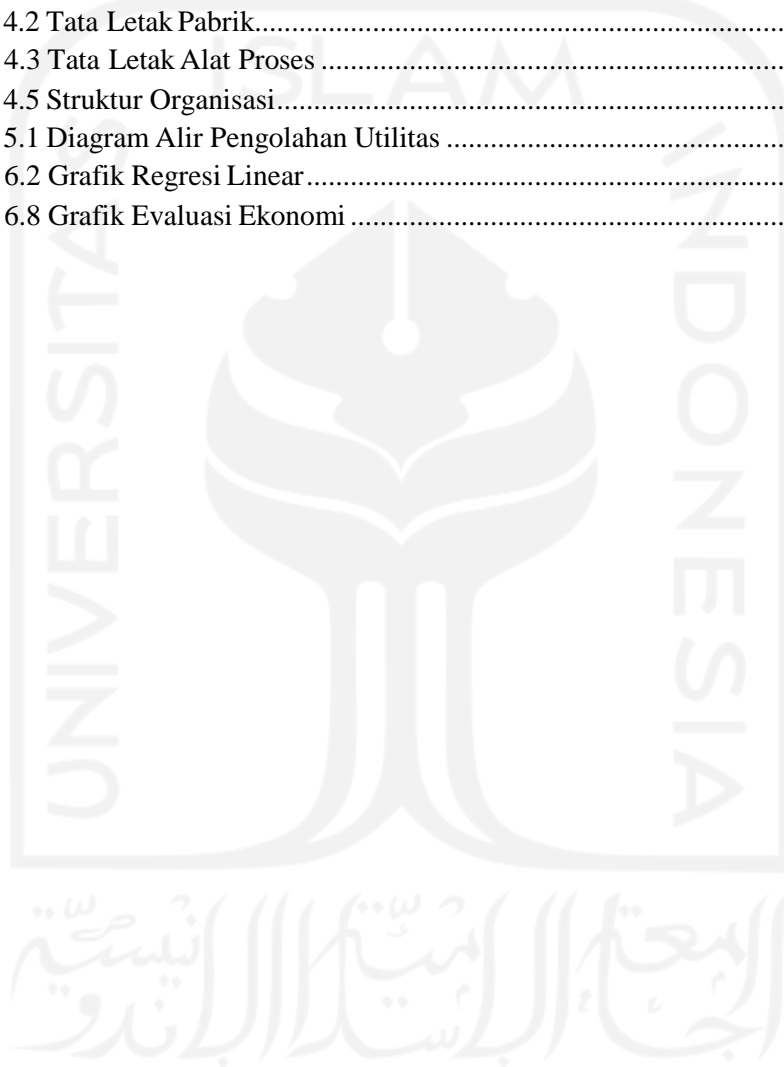 4.2 Tata Letak Pabrik....................................................................
4.3 Tata Letak Alat Proses ............................................................
4.5 Struktur Organisasi.................................................................
5.1 Diagram Alir Pengolahan Utilitas ...........................................
6.2 Grafik Regresi Linear.............................................................
6.8 Grafik Evaluasi Ekonomi .......................................................
ISLAM
UNIVERSITAS
INDONESIA